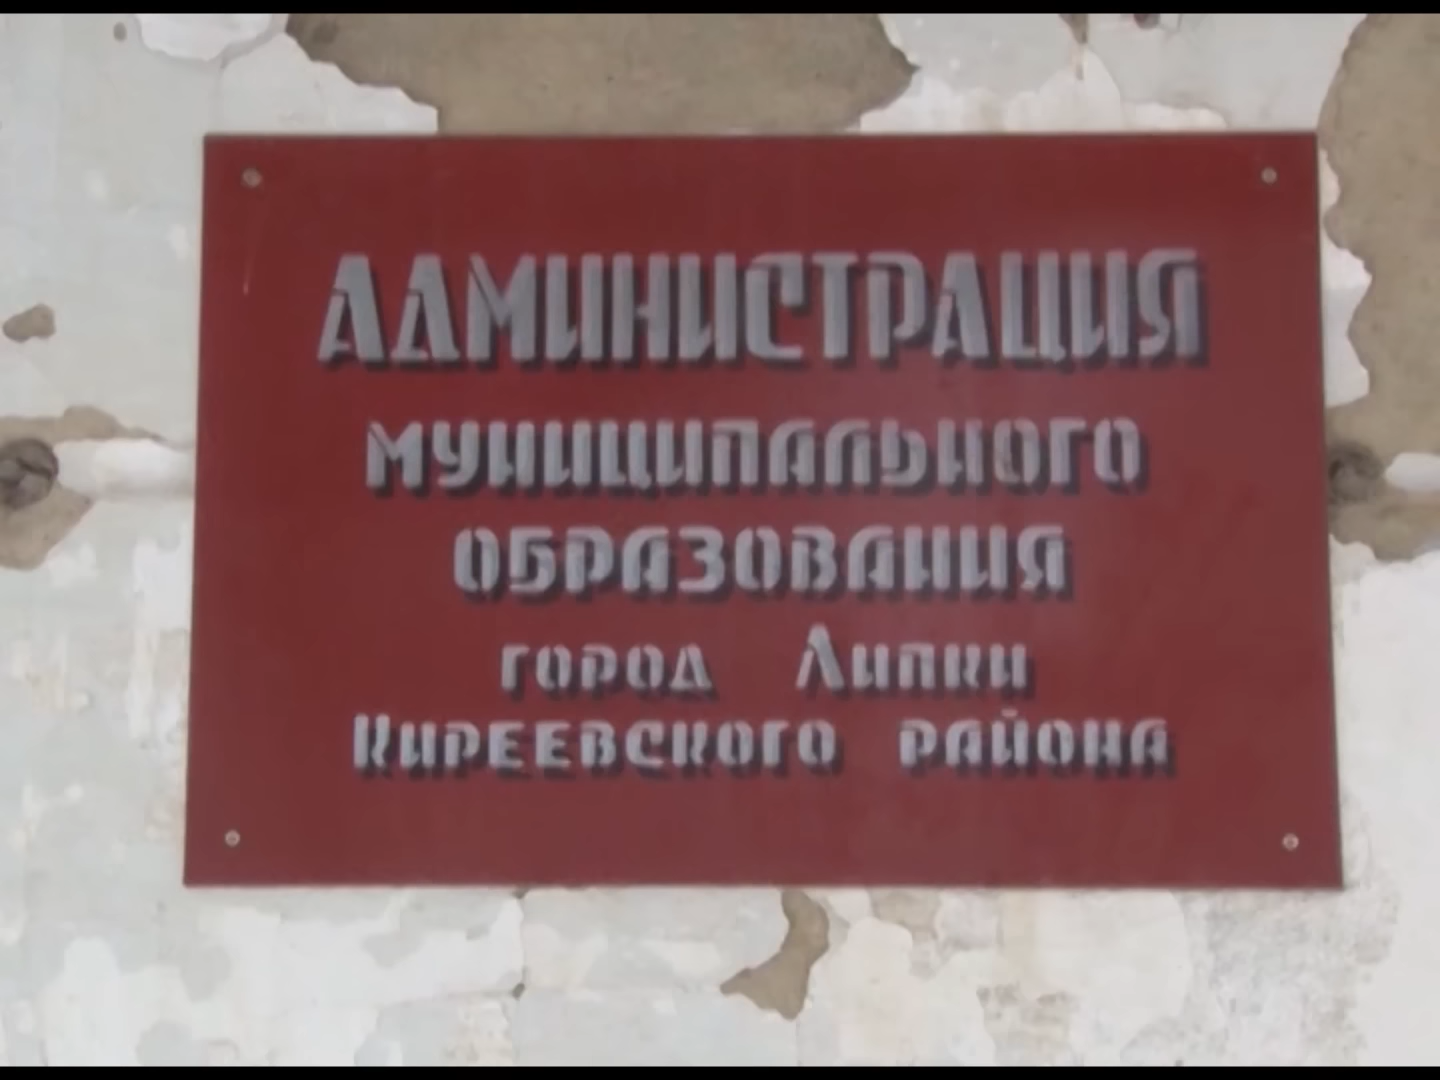 АДМИНИСТРАЦИЯ
МУНИЦИПАЛЬНОГО
ОБРАЗОВАНИЯ
ГОРОД ЛИПКИ
КИРЕЕВСКОГО РАЙОНА